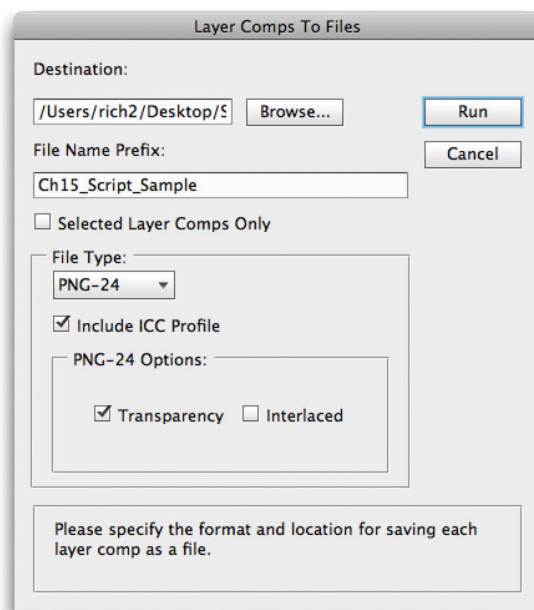 Layer Comps To Files
Destination:
/Users/rich2/Desktop/S
Browse...
Run
File Name Prefix:
Cancel
Ch15_Script_Sample
Selected Layer Comps Only
File Type:
PNG-24
Include ICC Profile
PNG-24 Options:
Transparency
Interlaced
Please specify the format and location for saving each
layer comp as a file.